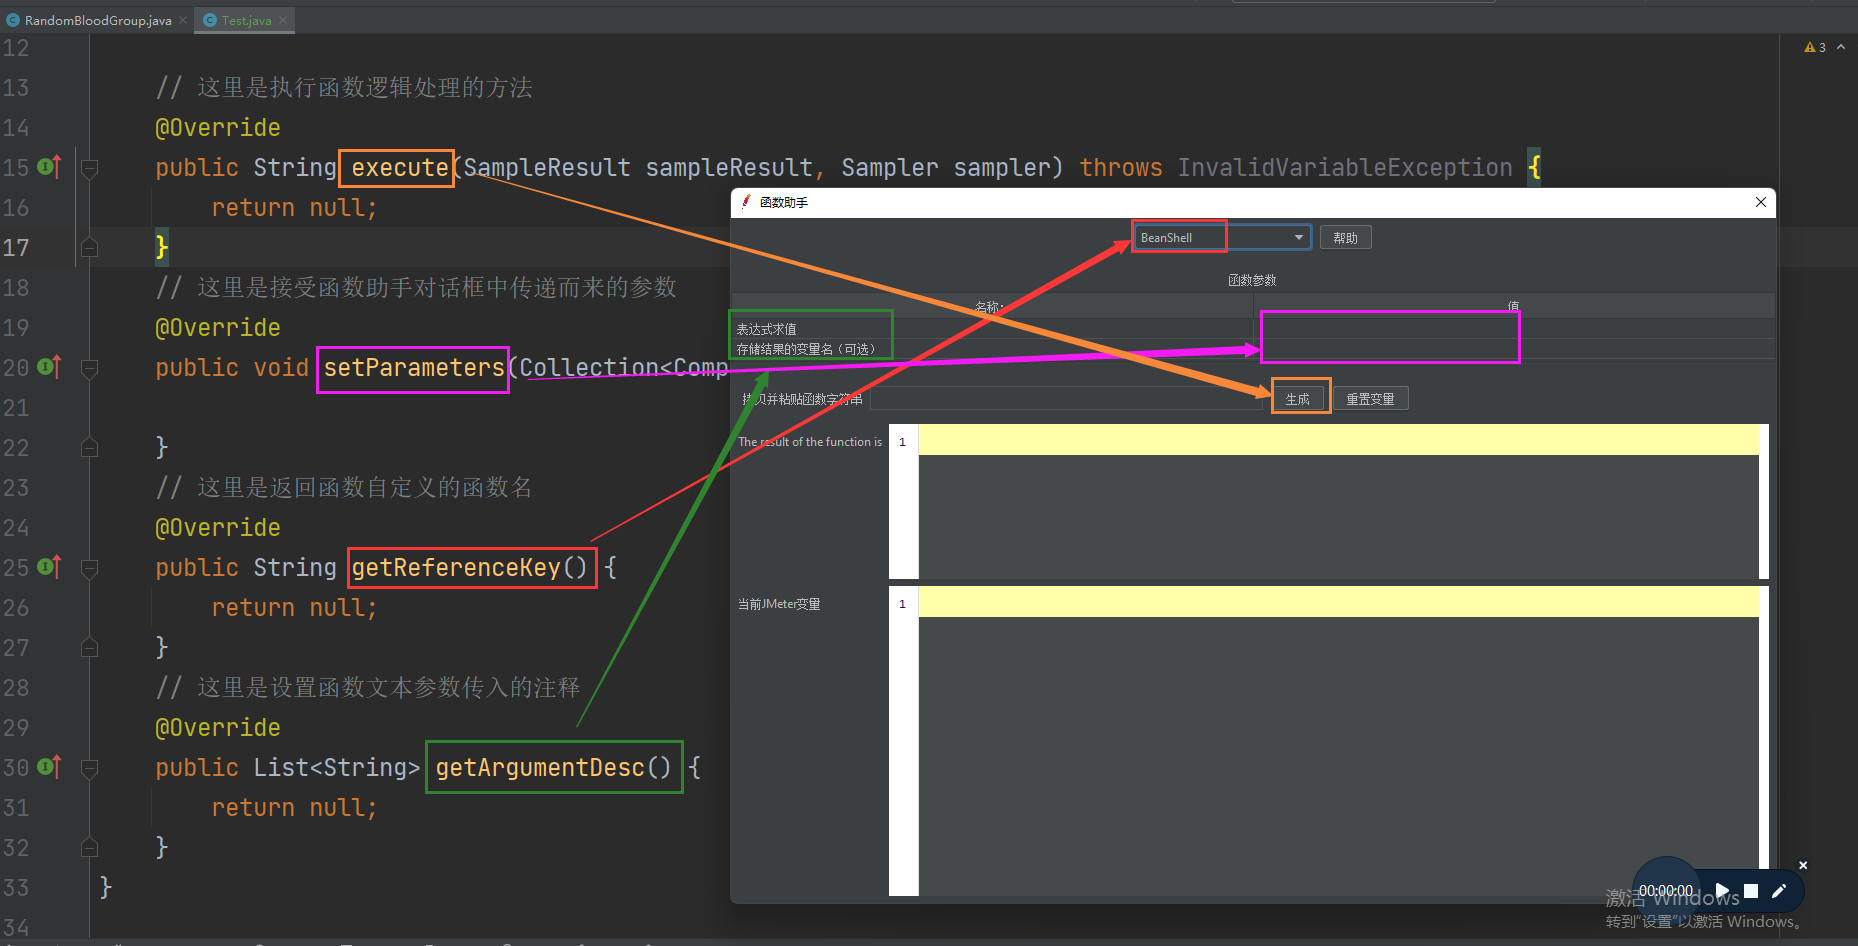 RandomBloodGroup.java
Test.java
3
12
13 // 这里是执行函数逻辑处理的方法
14 @Override
15 public String execute(SampleResult sampleResult, Sampler sampler) throws InvalidVariableException {
16 return null;
17 }
18 // 这里是接受函数助手对话框中传递而来的参数
19 @Override
20 public void setParameters(Collection<Comp
21
22 }
23 // 这里是返回函数自定义的函数名
24 @Override
25 public String getReferenceKey() {
26 return null;
27 }
28 // 这里是设置函数文本参数传入的注释
29 @Override
30 public List<String> getArgumentDesc() {
31 return null;
32 }
33 }
34
函数助手
BeanShell
帮助
函数参数
名称:
值
表达式求值
存储结果的变量名（可选）
拷贝并粘贴函数字符串
生成
重置变量
The result of the function is
1
当前JMeter变量
1
00:00:00
激活 Windows
转到"设置"以激活 Windows。